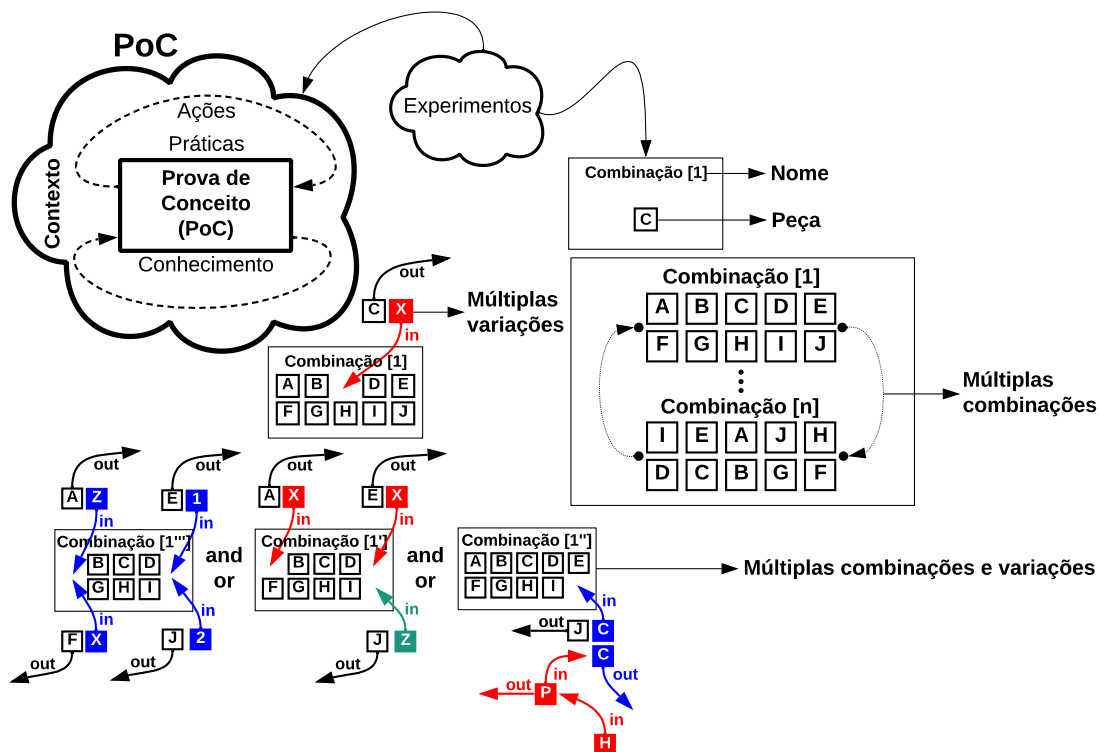 PoC
Ações
Práticas
Contexto
Prova de
Conceito
(PoC)
Conhecimento
Experimentos
Combinação [1]
Nome
C
Peça
out
C X
Múltiplas
variações
in
Combinação [1]
A B D E
F G H I J
Combinação [1]
A B C D E
F G H I J
Combinação [n]
I E A J H
D C B G F
Múltiplas
combinações
out out
A Z E 1
in in
Combinação [1''']
B C D
G H I
in in
F X J 2
out out
and
or
out out
A X E X
in in
Combinação [1']
B C D
F G H I
in
J Z
out
and
or
Combinação [1'']
A B C D E
F G H I
Múltiplas combinações e variações
in
out J C
C
in out
out P
in
H